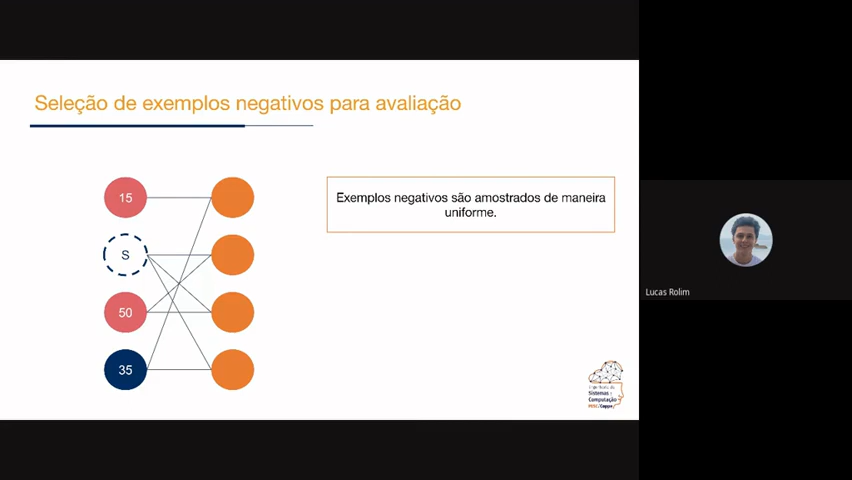 Seleção de exemplos negativos para avaliação
15
S
50
35
Exemplos negativos são amostrados de maneira
uniforme.
Lucas Rolim
Sistemas e
Computação